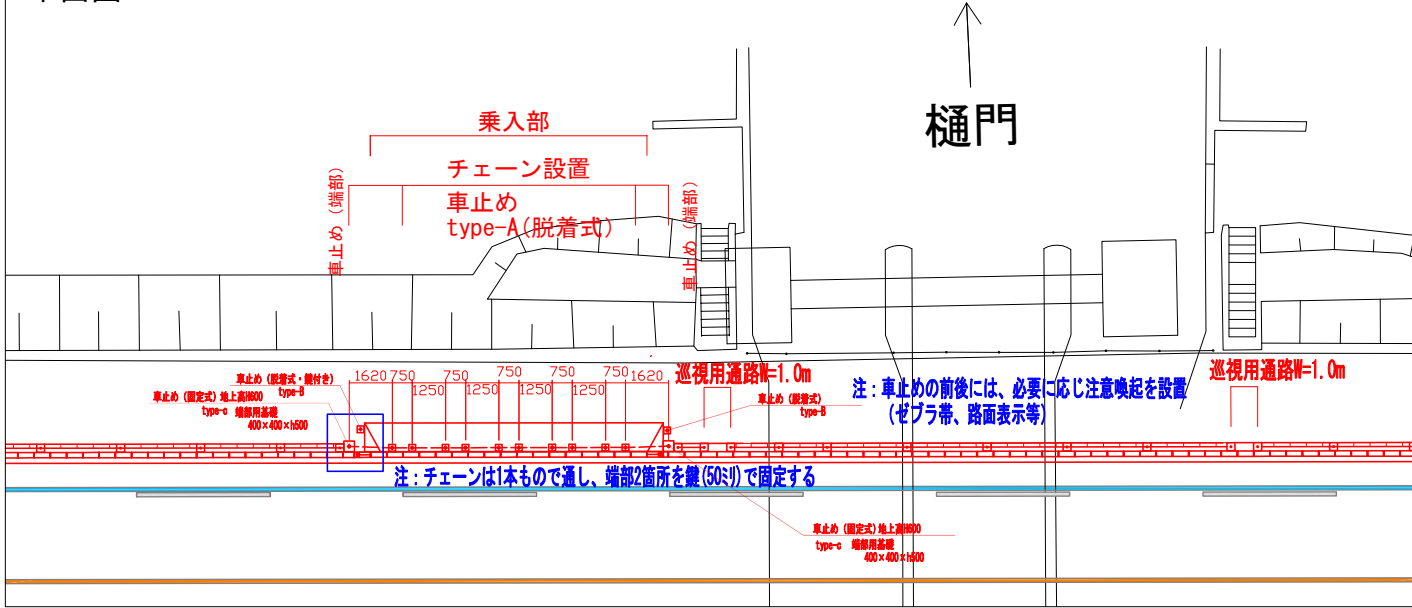 樋門
乗入部
チェーン設置
車止め
type-A(脱着式)
車止め(端部)
車止め(端部)
1620
750
1250
750
1250
750
1250
750
1250
750
1620
車止め(脱着式・鍵付き)
type-B
車止め(固定式)地上高H600
type-c 端部用基礎
400×400×h500
巡視用通路W=1.0m
車止め(脱着式)
type-B
注:車止めの前後には、必要に応じ注意喚起を設置
(ゼブラ帯、路面表示等)
巡視用通路W=1.0m
注:チェーンは1本もので通し、端部2箇所を鍵(50ミリ)で固定する
車止め(固定式)地上高H600
type-c 端部用基礎
400×400×h500